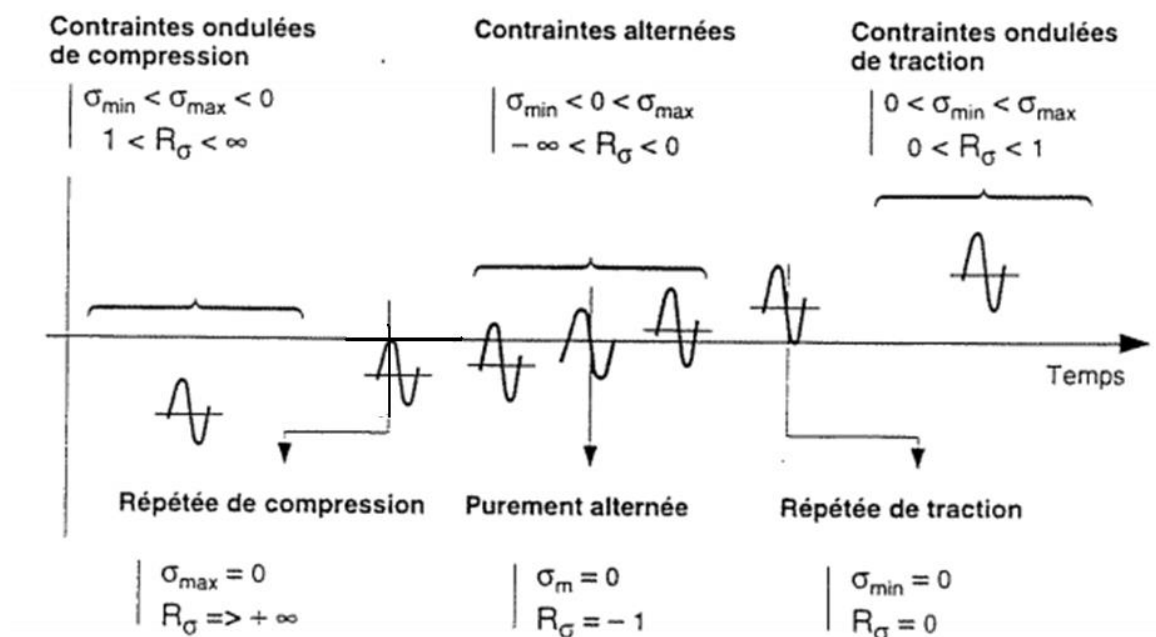 Contraintes ondulées
de compression
σmin < σmax < 0
1 < Rσ < ∞
Contraintes alternées
σmin < 0 < σmax
- ∞ < Rσ < 0
Contraintes ondulées
de traction
0 < σmin < σmax
0 < Rσ < 1
Temps
Répétée de compression
σmax = 0
Rσ => + ∞
Purement alternée
σm = 0
Rσ = - 1
Répétée de traction
σmin = 0
Rσ = 0